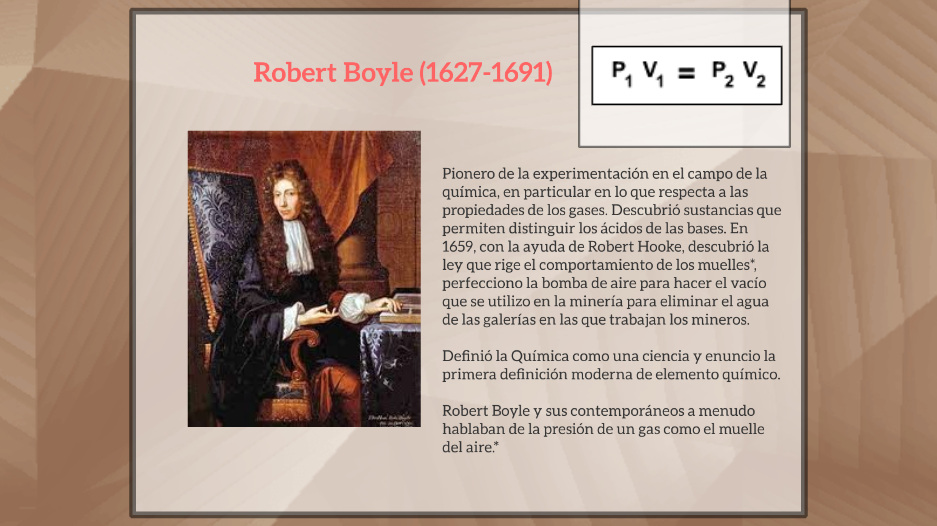 Robert Boyle (1627-1691)
P1 V1 = P2 V2
Pionero de la experimentación en el campo de la
química, en particular en lo que respecta a las
propiedades de los gases. Descubrió sustancias que
permiten distinguir los ácidos de las bases. En
1659, con la ayuda de Robert Hooke, descubrió la
ley que rige el comportamiento de los muelles*,
perfecciono la bomba de aire para hacer el vacío
que se utilizo en la minería para eliminar el agua
de las galerías en las que trabajan los mineros.
Definió la Química como una ciencia y enuncio la
primera definición moderna de elemento químico.
Robert Boyle y sus contemporáneos a menudo
hablaban de la presión de un gas como el muelle
del aire.*